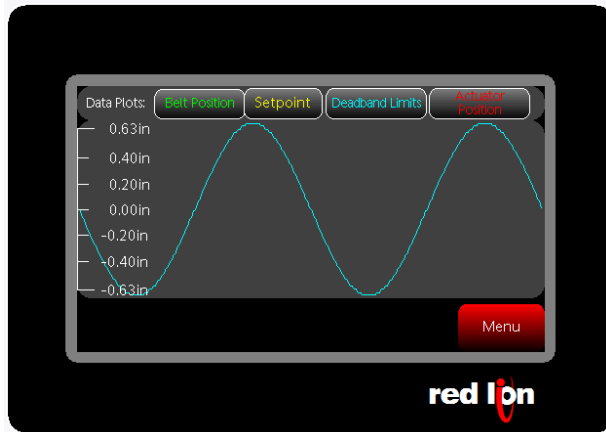 Data Plots: Belt Position Setpoint Deadband Limits Actuator Position
0.63in
0.40in
0.20in
0.00in
-0.20in
-0.40in
-0.63in
Menu
red lion